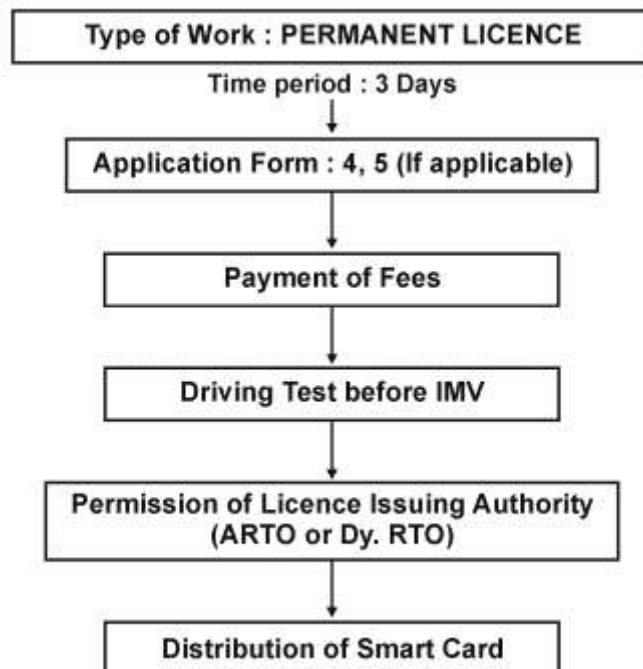 Type of Work : PERMANENT LICENCE
Time period : 3 Days
Application Form : 4, 5 (If applicable)
Payment of Fees
Driving Test before IMV
Permission of Licence Issuing Authority
(ARTO or Dy. RTO)
Distribution of Smart Card